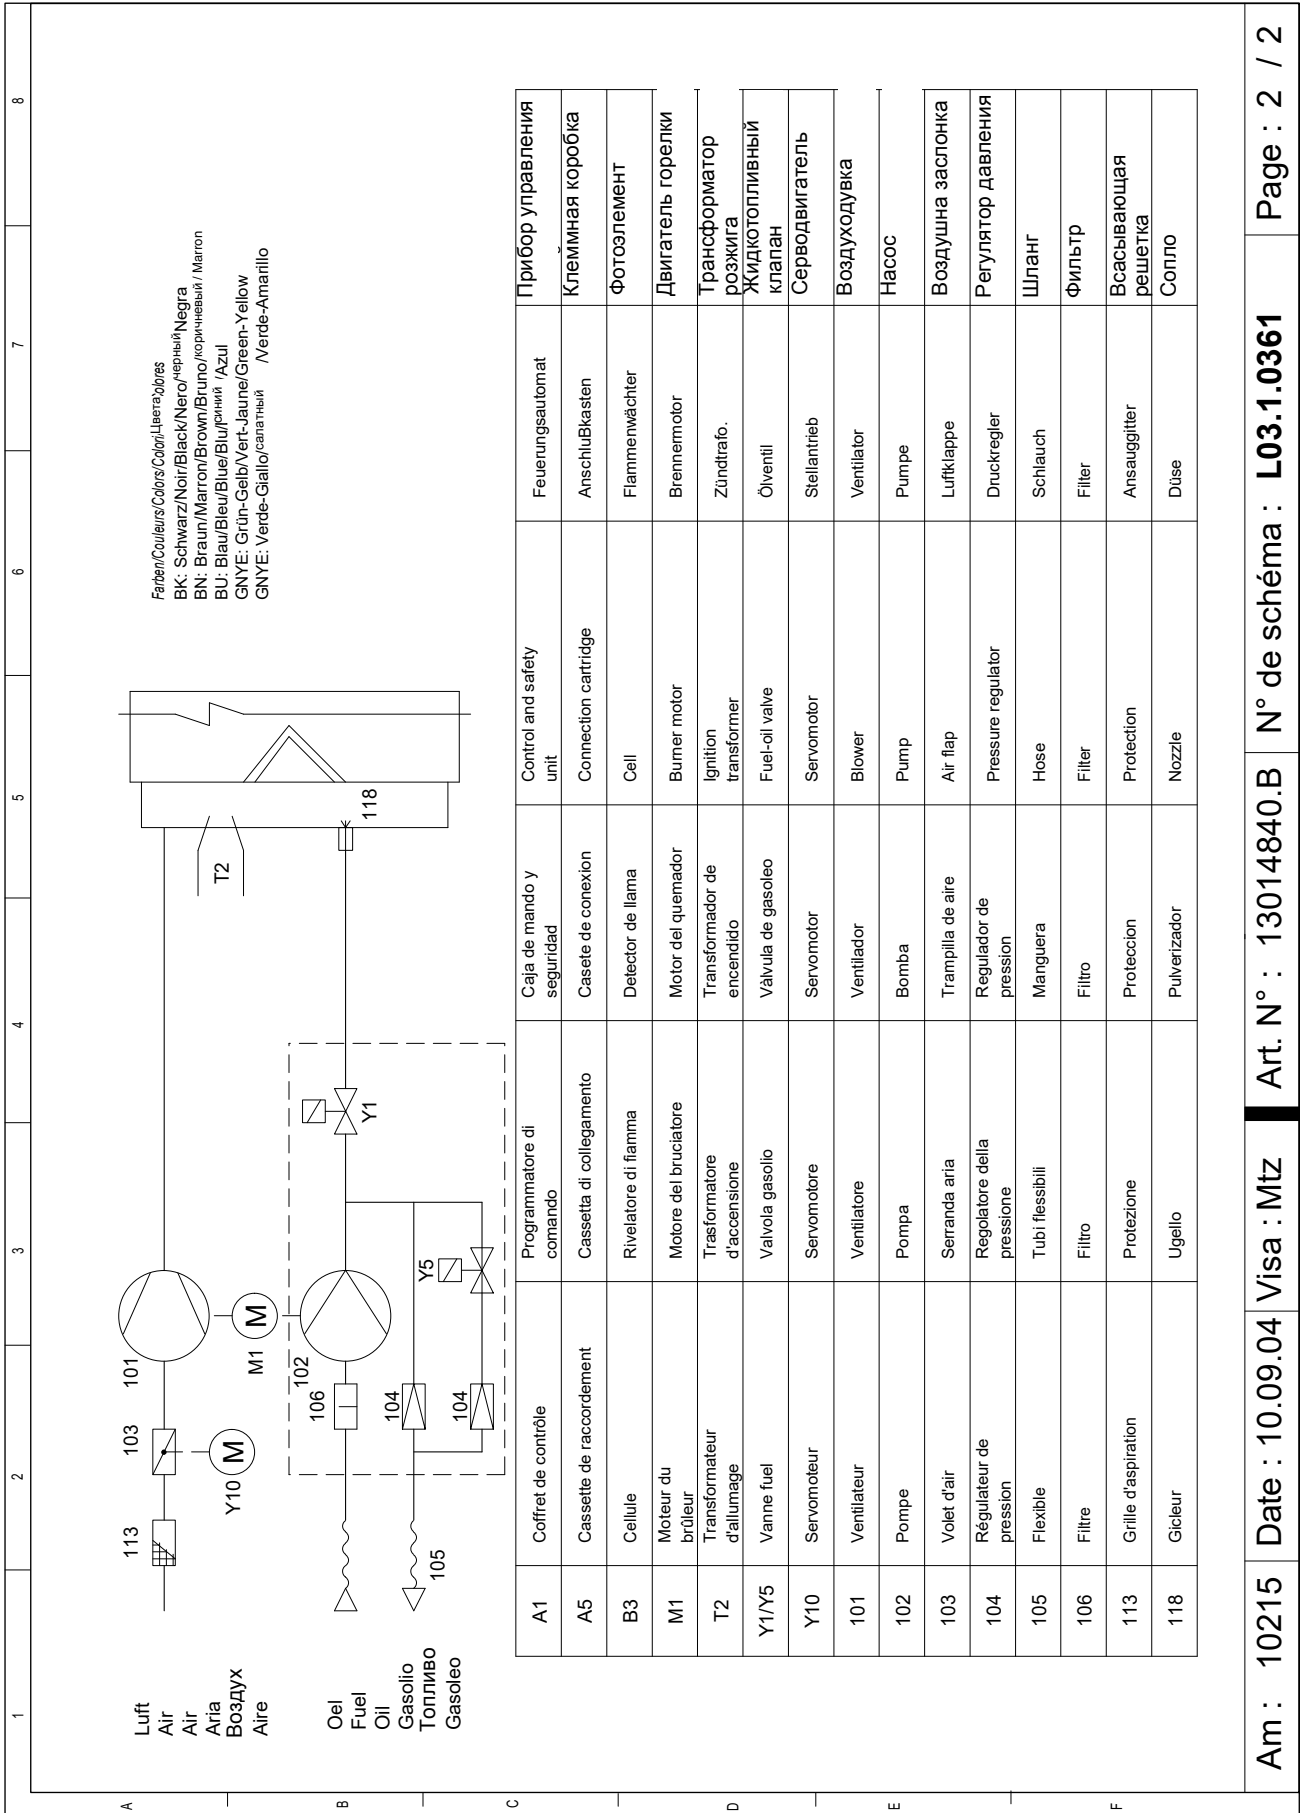 1 2 3 4 5 6 7 8
A
B
C
D
E
F
Luft
Air
Air
Aria
Воздух
Aire
Oel
Fuel
Oil
Gasolio
Топливо
Gasoleo
113
103
101
Y10
M
M1
M
102
106
104
104
105
Y5
Y1
T2
118
Farben/Couleurs/Colors/Colori/Цвета
BK: Schwarz/Noir/Black/Nero/черный Negra
BN: Braun/Marron/Brown/Bruno/коричневый / Marron
BU: Blau/Bleu/Blue/Blu/синий /Azul
GNYE: Grün-Gelb/Vert-Jaune/Green-Yellow
GNYE: Verde-Giallo/салатный /Verde-Amarillo
A1 Coffret de contrôle Programmatore di comando Caja de mando y seguridad Control and safety unit Feuerungsautomat Прибор управления
A5 Cassette de raccordement Cassetta di collegamento Casete de conexion Connection cartridge AnschluBkasten Клеммная коробка
B3 Cellule Rivelatore di fiamma Detector de llama Cell Flammenwächter Фотоэлемент
M1 Moteur du brûleur Motore del bruciatore Motor del quemador Burner motor Brennermotor Двигатель горелки
T2 Transformateur d'allumage Trasformatore d'accensione Transformador de encendido Ignition transformer Zündtrafo. Трансформатор розжига
Y1/Y5 Vanne fuel Valvola gasolio Vàlvula de gasoleo Fuel-oil valve Ölventil Жидкотопливный клапан
Y10 Servomoteur Servomotore Servomotor Servomotor Stellantrieb Серводвигатель
101 Ventilateur Ventilatore Ventilador Blower Ventilator Воздуходувка
102 Pompe Pompa Bomba Pump Pumpe Насос
103 Volet d'air Serranda aria Trampilla de aire Air flap Luftklappe Воздушна заслонка
104 Régulateur de pression Regolatore della pressione Regulador de pression Pressure regulator Druckregler Регулятор давления
105 Flexible Tubi flessibili Manguera Hose Schlauch Шланг
106 Filtre Filtro Filtro Filter Filter Фильтр
113 Grille d'aspiration Protezione Proteccion Protection Ansauggitter Всасывающая решетка
118 Gicleur Ugello Pulverizador Nozzle Düse Сопло
Am : 10215 Date : 10.09.04 Visa : Mtz Art. N° : 13014840.B N° de schéma : L03.1.0361 Page : 2 / 2